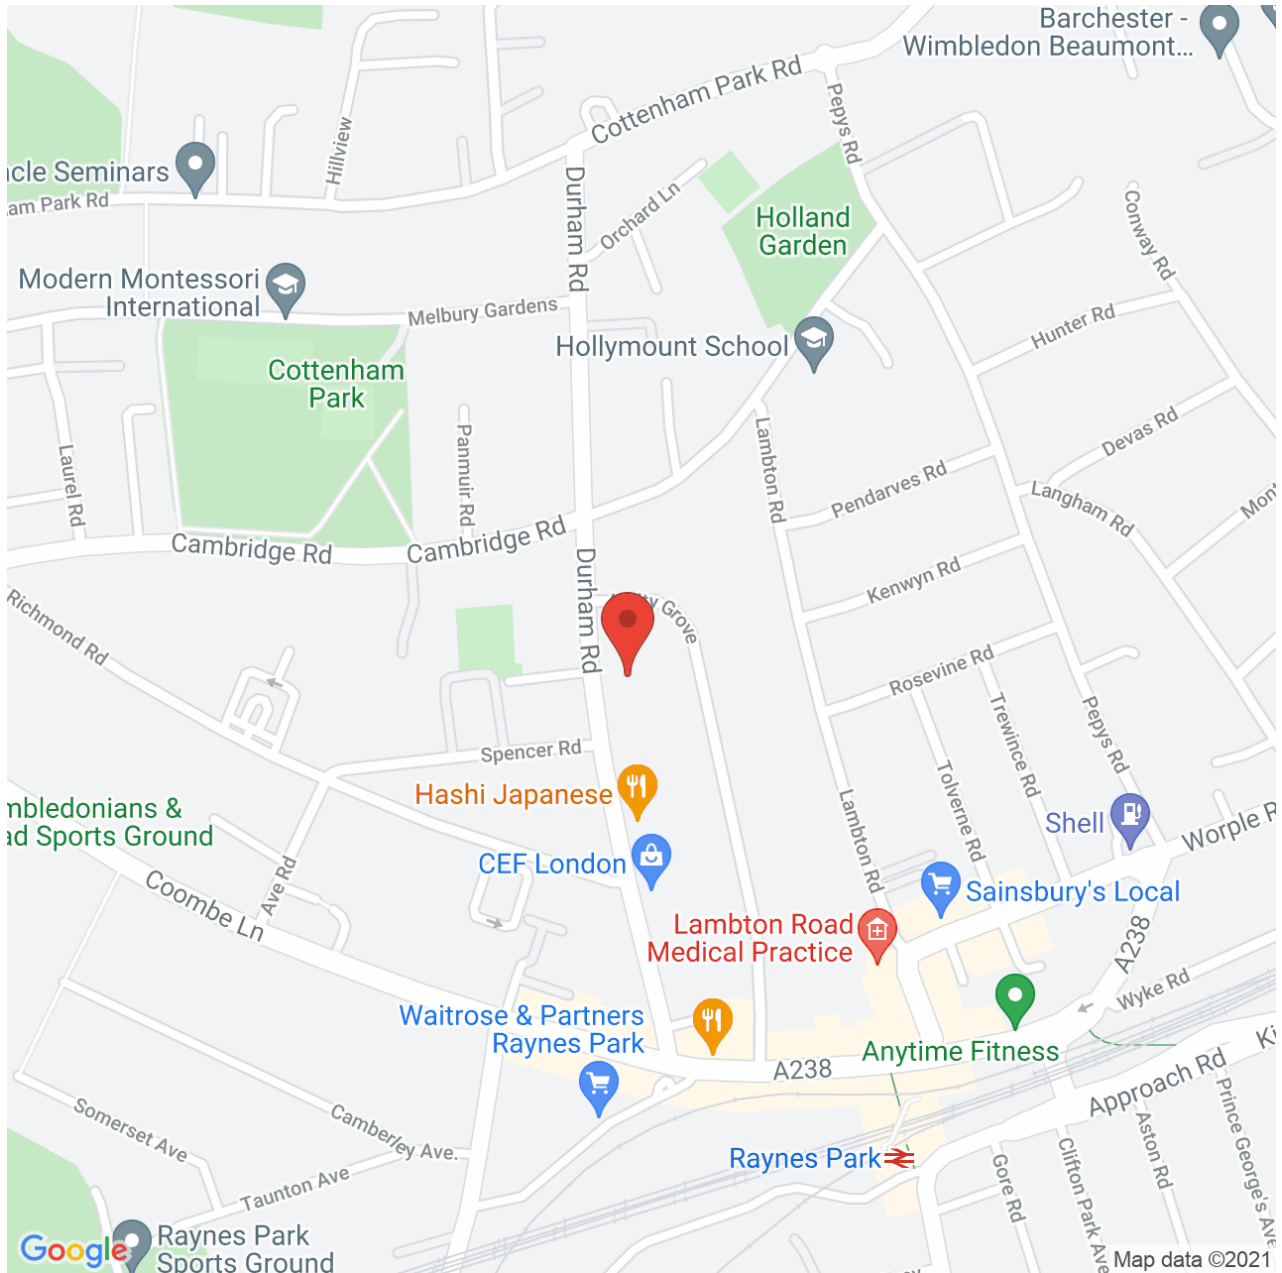 Barchester -
Wimbledon Beaumont...
Cottenham Park Rd
Pepys Rd
Hillview
cle Seminars
am Park Rd
Durham Rd
Orchard Ln
Holland
Garden
Conway Rd
Modern Montessori
International
Melbury Gardens
Hunter Rd
Hollymount School
Cottenham
Park
Laurel Rd
Panmuir Rd
Lambton Rd
Devas Rd
Pendarves Rd
Langham Rd
Mont
Cambridge Rd
Cambridge Rd
Durham Rd
Kenwyn Rd
Richmond Rd
Grove
Rosevine Rd
Trewince Rd
Pepys Rd
Spencer Rd
Tolverne Rd
Hashi Japanese
mbledonians &
ad Sports Ground
Lambton Rd
Shell
Worple R
CEF London
Ave Rd
Coombe Ln
Sainsbury's Local
Lambton Road
Medical Practice
A238
Wyke Rd
Waitrose & Partners
Raynes Park
Anytime Fitness
A238
Ki
Approach Rd
Somerset Ave
Camberley Ave.
Taunton Ave
Raynes Park
Gore Rd
Clifton Park Ave
Aston Rd
Prince George's Ave
Raynes Park
Sports Ground
Google
Map data ©2021